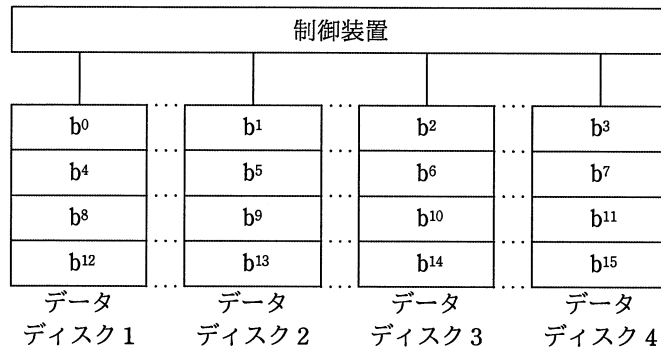 制御装置
b⁰ ··· b¹ ··· b² ··· b³
b⁴ ··· b⁵ ··· b⁶ ··· b⁷
b⁸ ··· b⁹ ··· b¹⁰ ··· b¹¹
b¹² ··· b¹³ ··· b¹⁴ ··· b¹⁵
データ データ データ データ
ディスク1 ディスク2 ディスク3 ディスク4